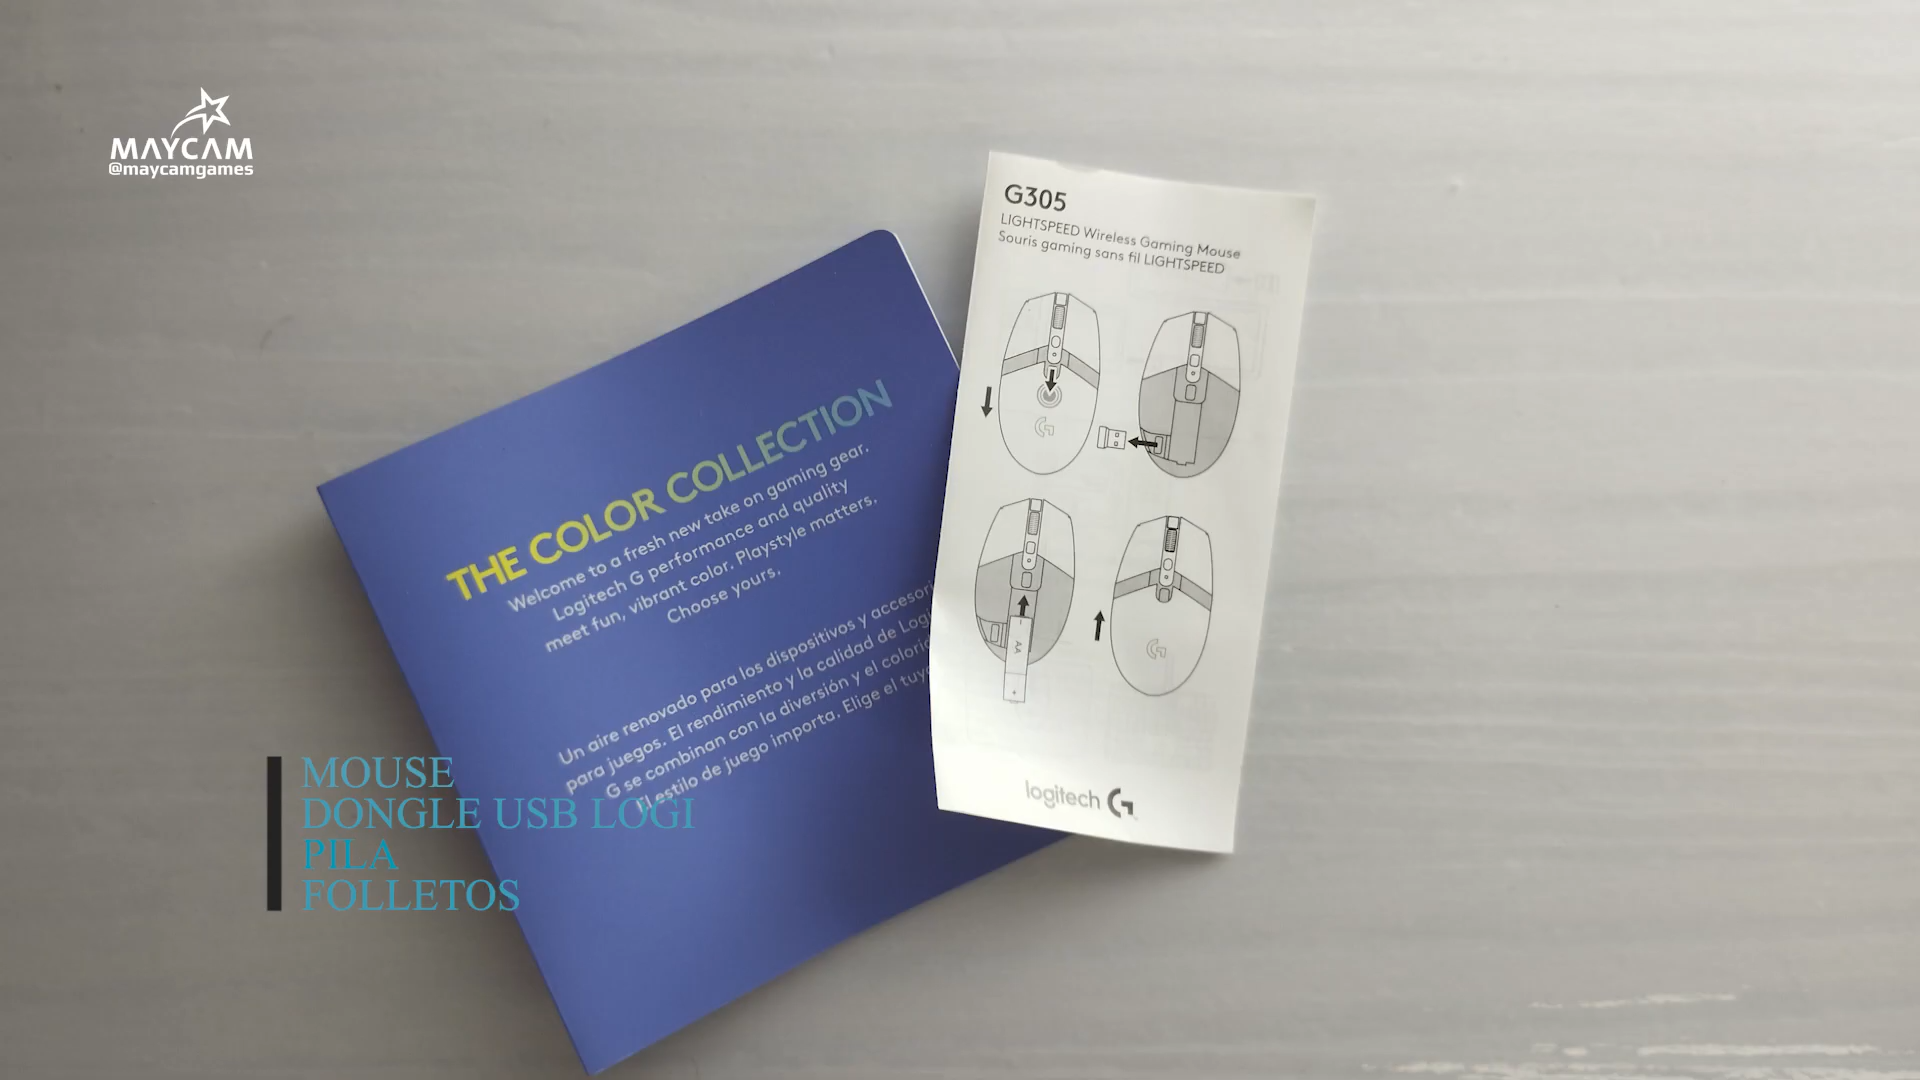 MAYCAM
@maycamgames
G305
LIGHTSPEED Wireless Gaming Mouse
Souris gaming sans fil LIGHTSPEED
AA
logitech G
THE COLOR COLLECTION
Welcome to a fresh new take on gaming gear.
Logitech G performance and quality
meet fun, vibrant color. Playstyle matters.
Choose yours.
Un aire renovado para los dispositivos y accesori
para juegos. El rendimiento y la calidad de Logi
G se combinan con la diversión y el colorid
El estilo de juego importa. Elige el tuyo
MOUSE
DONGLE USB LOGI
PILA
FOLLETOS